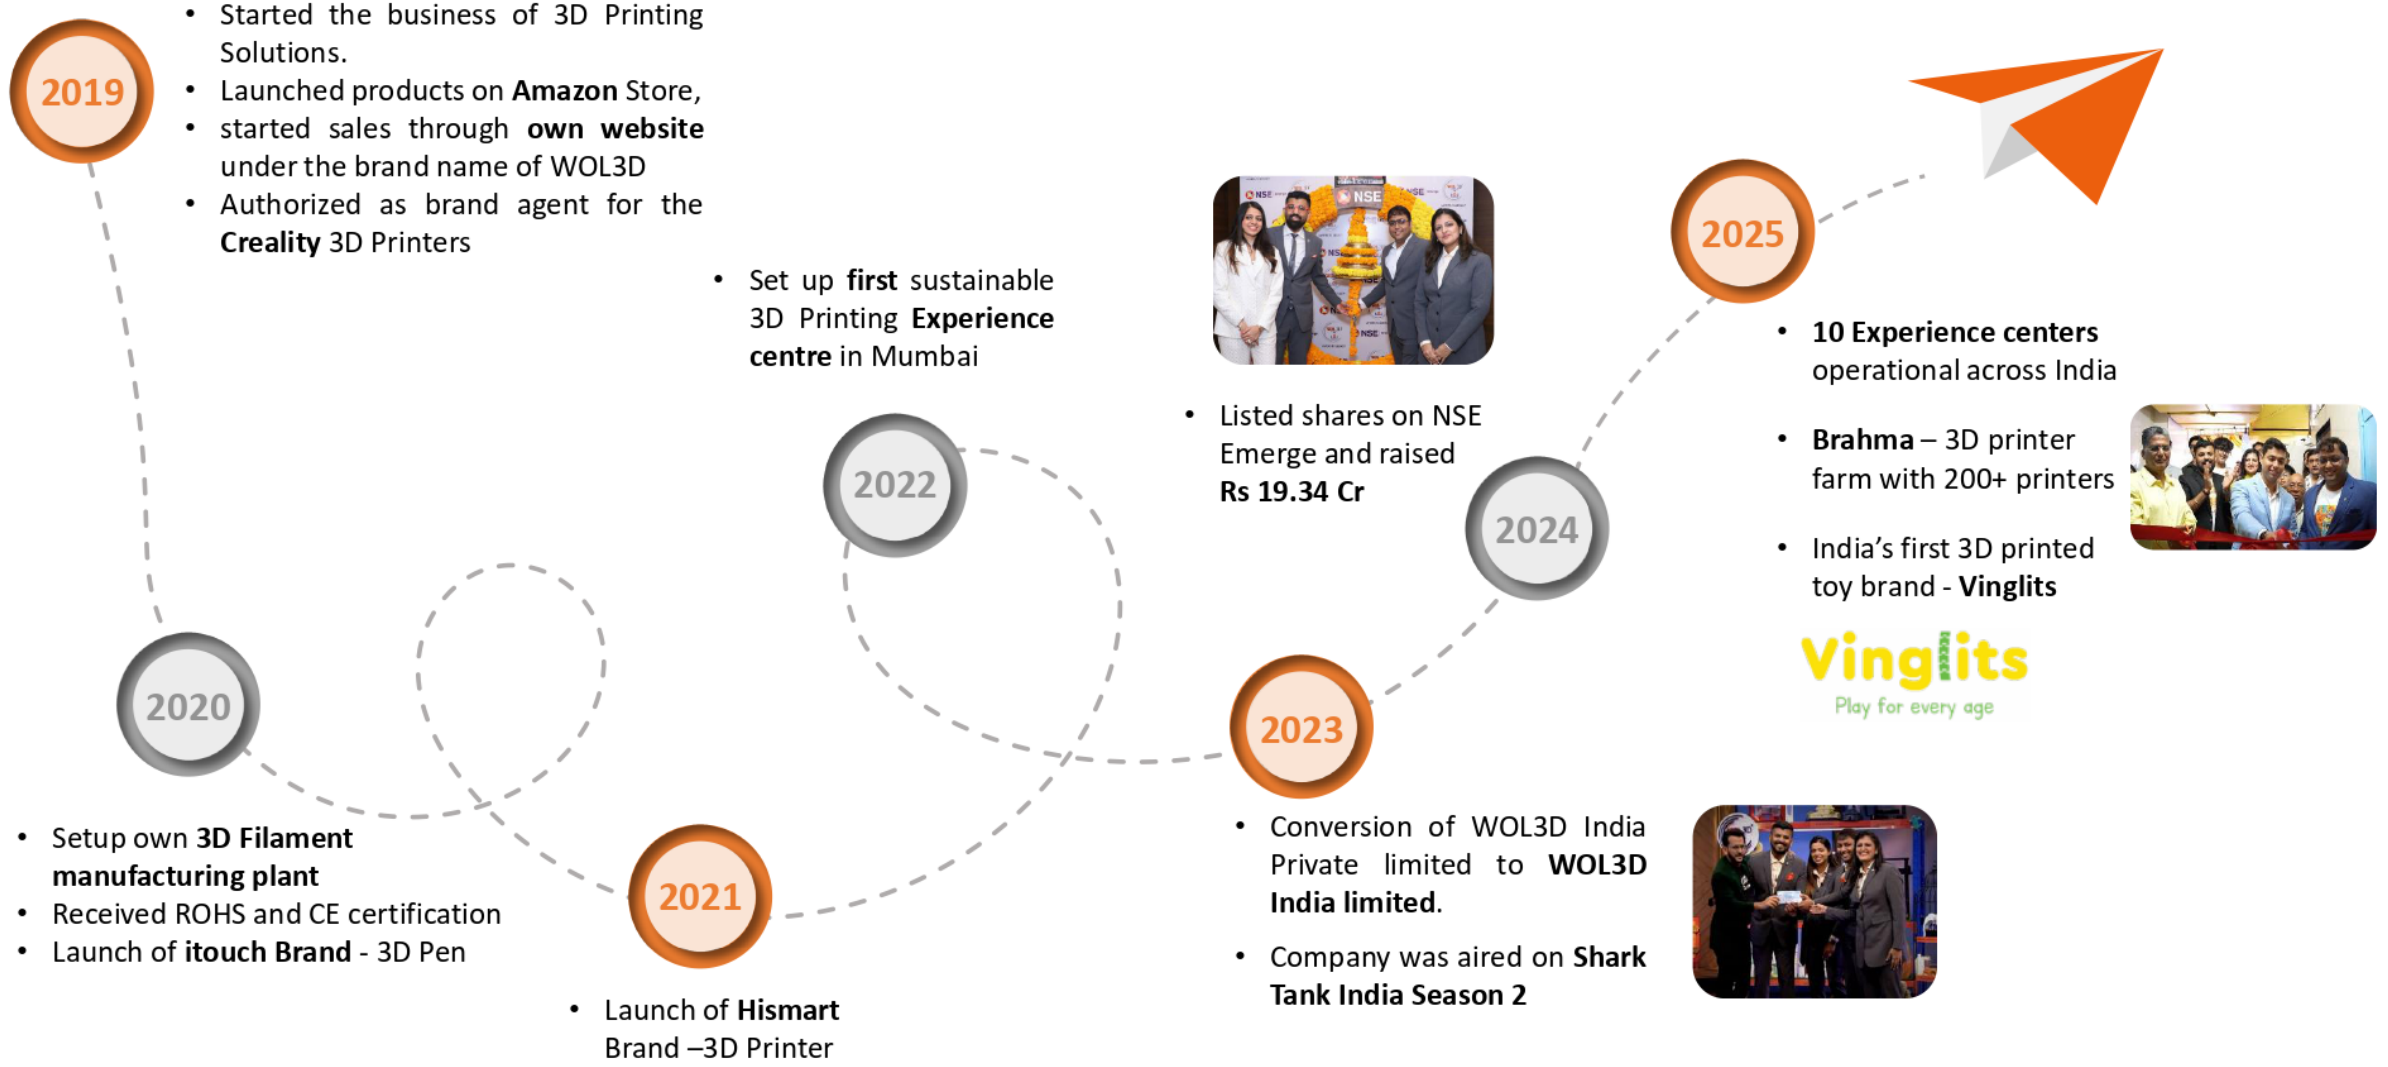 2019
• Started the business of 3D Printing
Solutions.
• Launched products on Amazon Store,
• started sales through own website
under the brand name of WOL3D
• Authorized as brand agent for the
Creality 3D Printers
2020
• Setup own 3D Filament
manufacturing plant
• Received ROHS and CE certification
• Launch of itouch Brand - 3D Pen
2021
• Launch of Hismart
Brand –3D Printer
• Set up first sustainable
3D Printing Experience
centre in Mumbai
2022
2023
• Conversion of WOL3D India
Private limited to WOL3D
India limited.
• Company was aired on Shark
Tank India Season 2
NSE
NSE
NSE
NSE
• Listed shares on NSE
Emerge and raised
Rs 19.34 Cr
2024
2025
• 10 Experience centers
operational across India
• Brahma – 3D printer
farm with 200+ printers
• India’s first 3D printed
toy brand - Vinglits
Vinglits
Play for every age